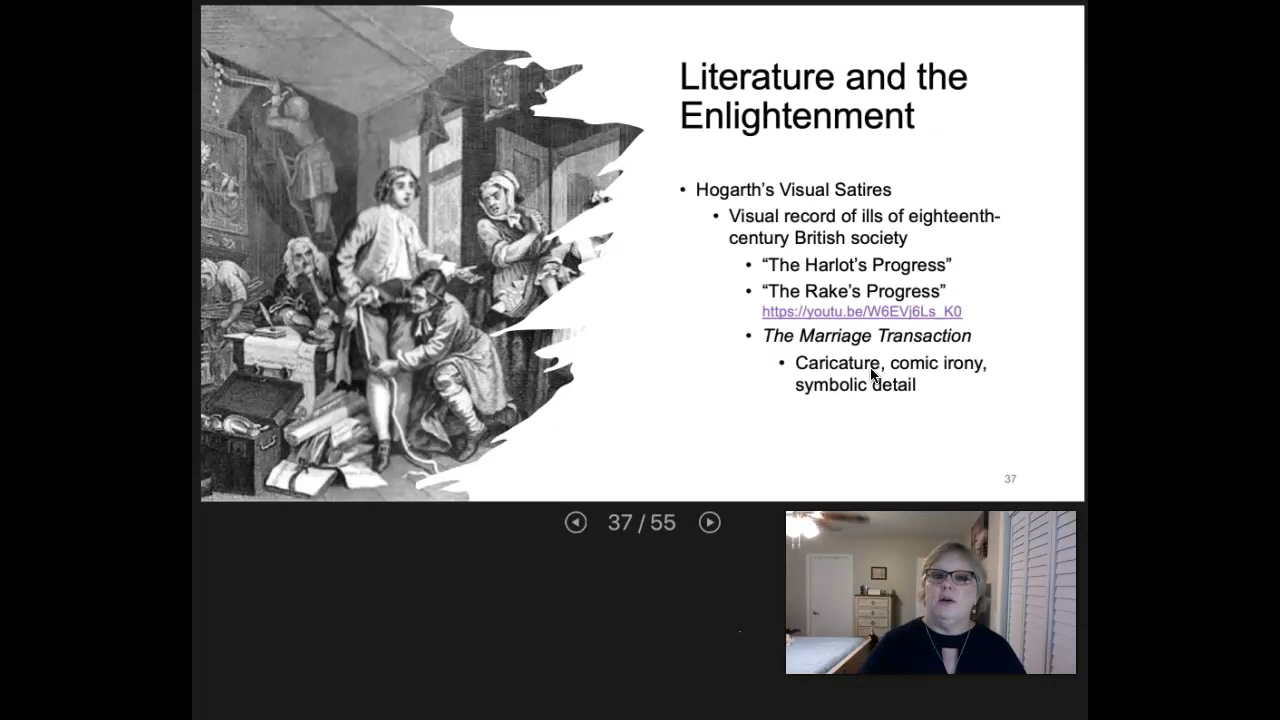 Literature and the
Enlightenment
• Hogarth’s Visual Satires
• Visual record of ills of eighteenth-
century British society
• “The Harlot’s Progress”
• “The Rake’s Progress”
https://youtu.be/W6EVj6Ls_K0
• The Marriage Transaction
• Caricature, comic irony,
symbolic detail
37
37 / 55